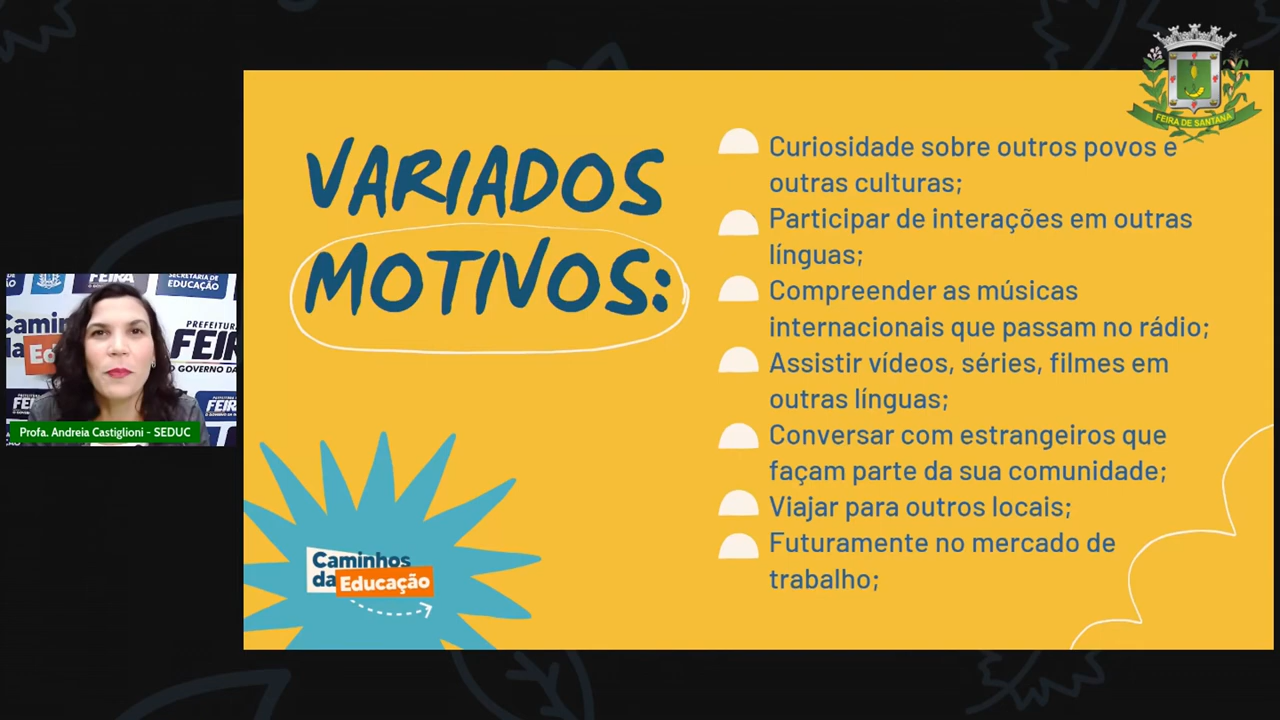 FEIRA DE SANTANA
VARIADOS
MOTIVOS:
Curiosidade sobre outros povos e
outras culturas;
Participar de interações em outras
línguas;
Compreender as músicas
internacionais que passam no rádio;
Assistir vídeos, séries, filmes em
outras línguas;
Conversar com estrangeiros que
façam parte da sua comunidade;
Viajar para outros locais;
Futuramente no mercado de
trabalho;
FEIRA
SECRETARIA DE
EDUCAÇÃO
PREFEITURA
FEIR
O GOVERNO DA
Profa. Andreia Castiglioni - SEDUC
Caminhos
da Educação